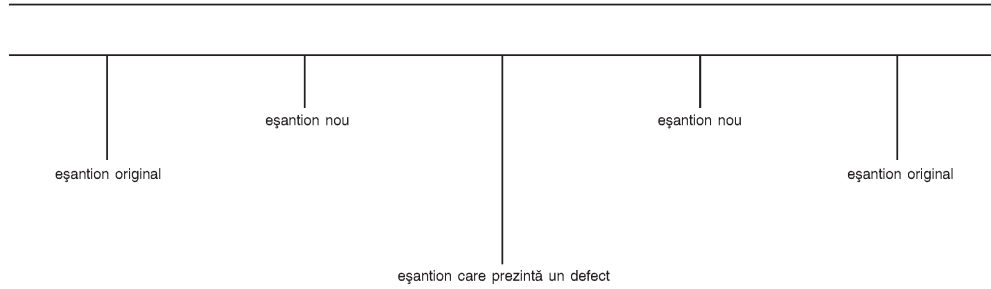 eşantion nou
eşantion nou
eşantion original
eşantion original
eşantion care prezintă un defect